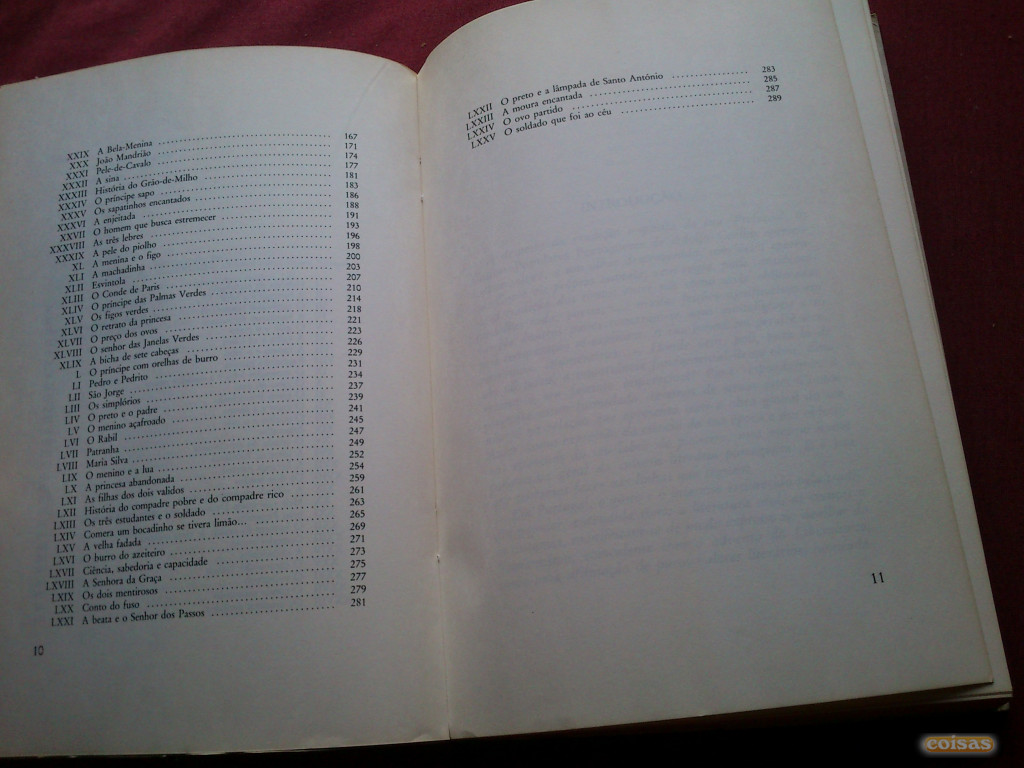 XXIX A Bela-Menina 167
XXX João Mandrião 171
XXXI Pele-de-Cavalo 174
XXXII A sina 177
XXXIII História do Grão-de-Milho 181
XXXIV O príncipe sapo 183
XXXV Os sapatinhos encantados 186
XXXVI A enjeitada 188
XXVII O homem que busca estremecer 191
XXXVIII As três lebres 193
XXXIX A pele do piolho 196
XL A menina e o figo 198
XLI A machadinha 200
XLII Esvintola 203
XLIII O Conde de Paris 207
XLIV O príncipe das Palmas Verdes 210
XLV Os figos verdes 214
XLVI O retrato da princesa 218
XLVII O preço dos ovos 221
XLVIII O senhor das Janelas Verdes 223
XLIX A bicha de sete cabeças 226
L O príncipe com orelhas de burro 229
LI Pedro e Pedrito 231
LII São Jorge 234
LIII Os simplórios 237
LIV O preto e o padre 239
LV O menino açafroado 241
LVI O Rabil 245
LVII Patranha 247
LVIII Maria Silva 249
LIX O menino e a lua 252
LX A princesa abandonada 254
LXI As filhas dos dois validos 259
LXII História do compadre pobre e do compadre rico 261
LXIII Os três estudantes e o soldado 263
LXIV Comera um bocadinho se tivera limão... 265
LXV A velha fadada 269
LXVI O burro do azeiteiro 271
LXVII Ciência, sabedoria e capacidade 273
LXVIII A Senhora da Graça 275
LXIX Os dois mentirosos 277
LXX Conto do fuso 279
LXXI A beata e o Senhor dos Passos 281
10
LXXII O preto e a lâmpada de Santo António 283
LXXIII A moura encantada 285
LXXIV O ovo partido 287
LXXV O soldado que foi ao céu 289
11
coisas